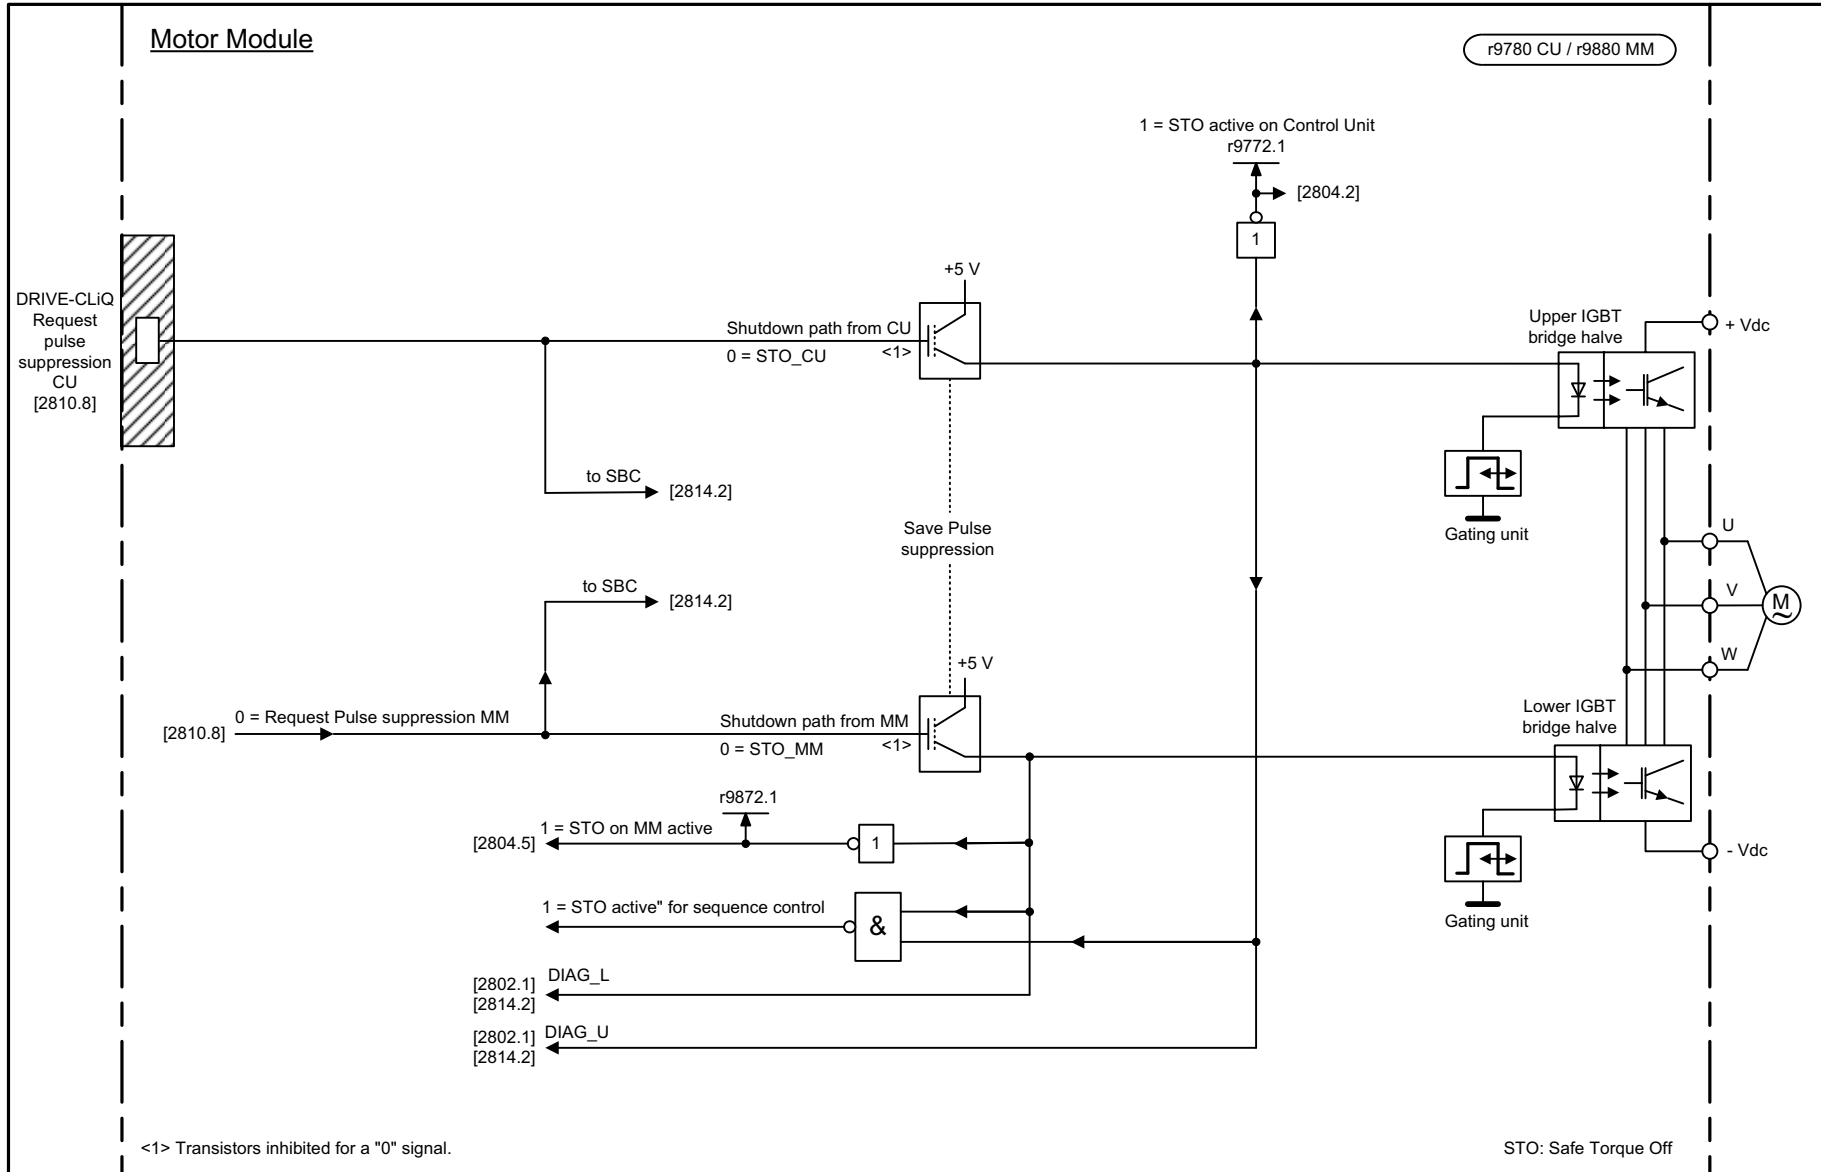 Motor Module
r9780 CU / r9880 MM
1 = STO active on Control Unit
r9772.1
[2804.2]
1
+5 V
DRIVE-CLiQ
Request
pulse
suppression
CU
[2810.8]
Shutdown path from CU
0 = STO_CU
<1>
Upper IGBT
bridge halve
+ Vdc
to SBC
[2814.2]
Gating unit
Save Pulse
suppression
U
V
W
M
~
to SBC
[2814.2]
+5 V
[2810.8]
0 = Request Pulse suppression MM
Shutdown path from MM
0 = STO_MM
<1>
Lower IGBT
bridge halve
r9872.1
1 = STO on MM active
[2804.5]
1
- Vdc
1 = STO active" for sequence control
&
Gating unit
[2802.1]
[2814.2]
DIAG_L
[2802.1]
[2814.2]
DIAG_U
<1> Transistors inhibited for a "0" signal.
STO: Safe Torque Off